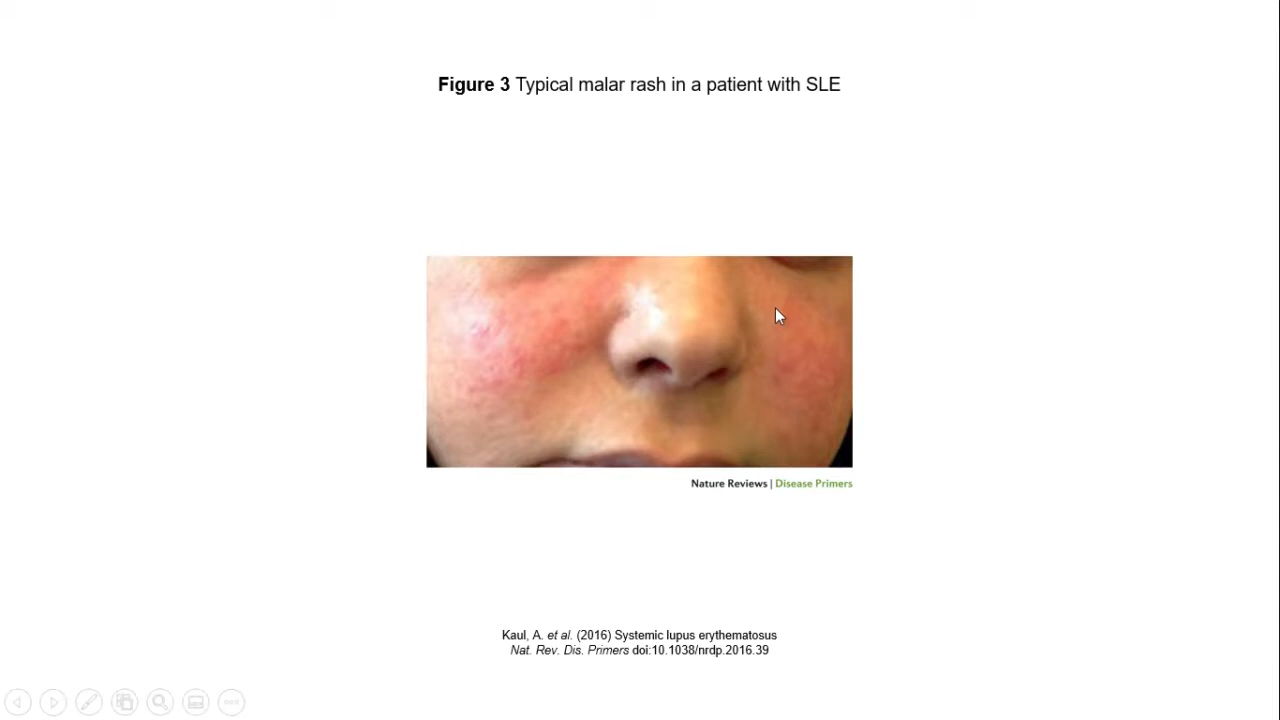 Figure 3 Typical malar rash in a patient with SLE
Nature Reviews | Disease Primers
Kaul, A. et al. (2016) Systemic lupus erythematosus
Nat. Rev. Dis. Primers doi:10.1038/nrdp.2016.39